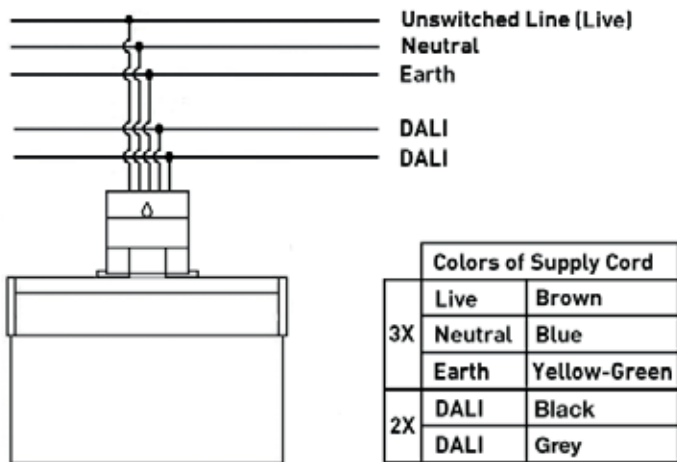 Unswitched Line (Live)
Neutral
Earth
DALI
DALI
Colors of Supply Cord
3X
Live Brown
Neutral Blue
Earth Yellow-Green
2X
DALI Black
DALI Grey